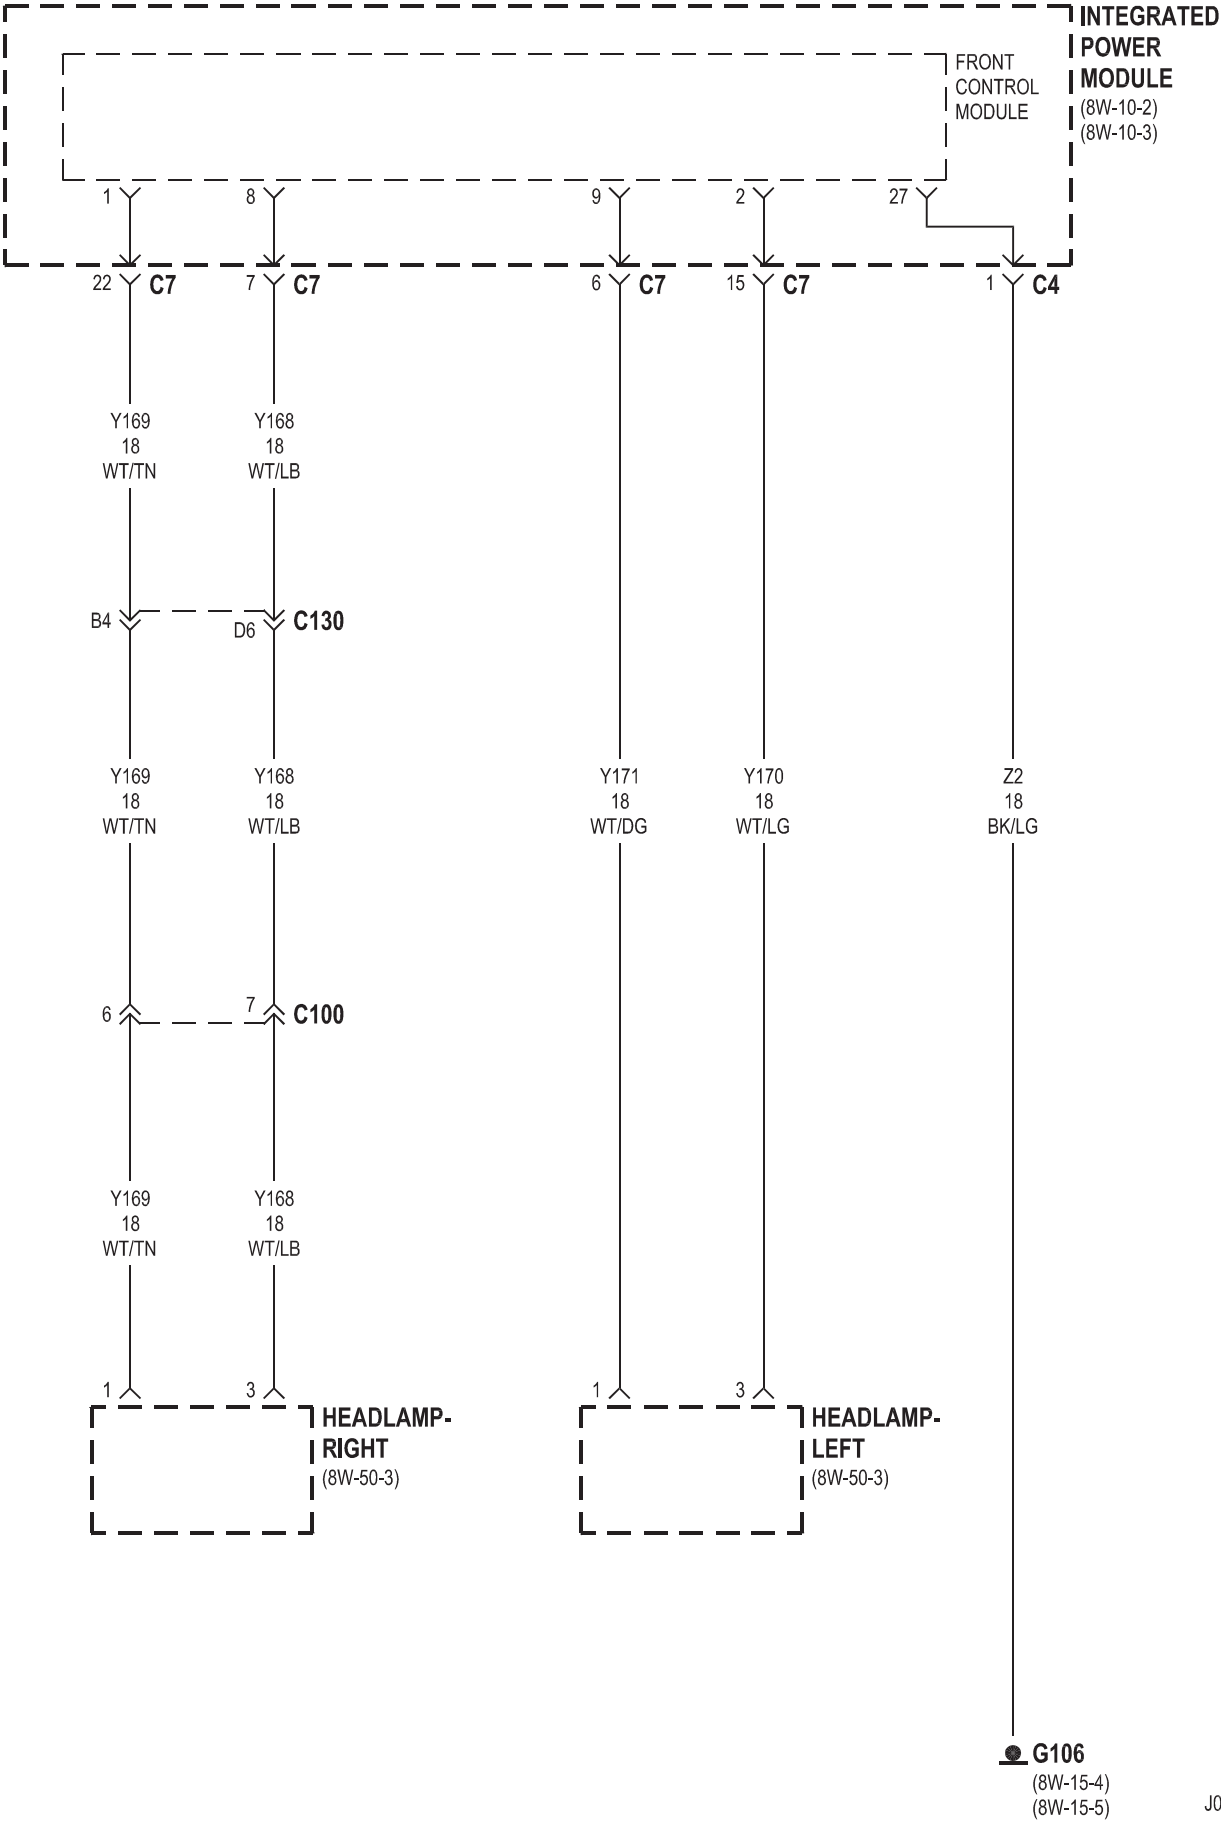 INTEGRATED
POWER
MODULE
(8W-10-2)
(8W-10-3)
FRONT
CONTROL
MODULE
1
8
9
2
27
22
C7
7
C7
6
C7
15
C7
1
C4
Y169
18
WT/TN
Y168
18
WT/LB
B4
D6
C130
Y169
18
WT/TN
Y168
18
WT/LB
Y171
18
WT/DG
Y170
18
WT/LG
Z2
18
BK/LG
6
7
C100
Y169
18
WT/TN
Y168
18
WT/LB
1
3
1
3
HEADLAMP-
RIGHT
(8W-50-3)
HEADLAMP-
LEFT
(8W-50-3)
G106
(8W-15-4)
(8W-15-5)
J0